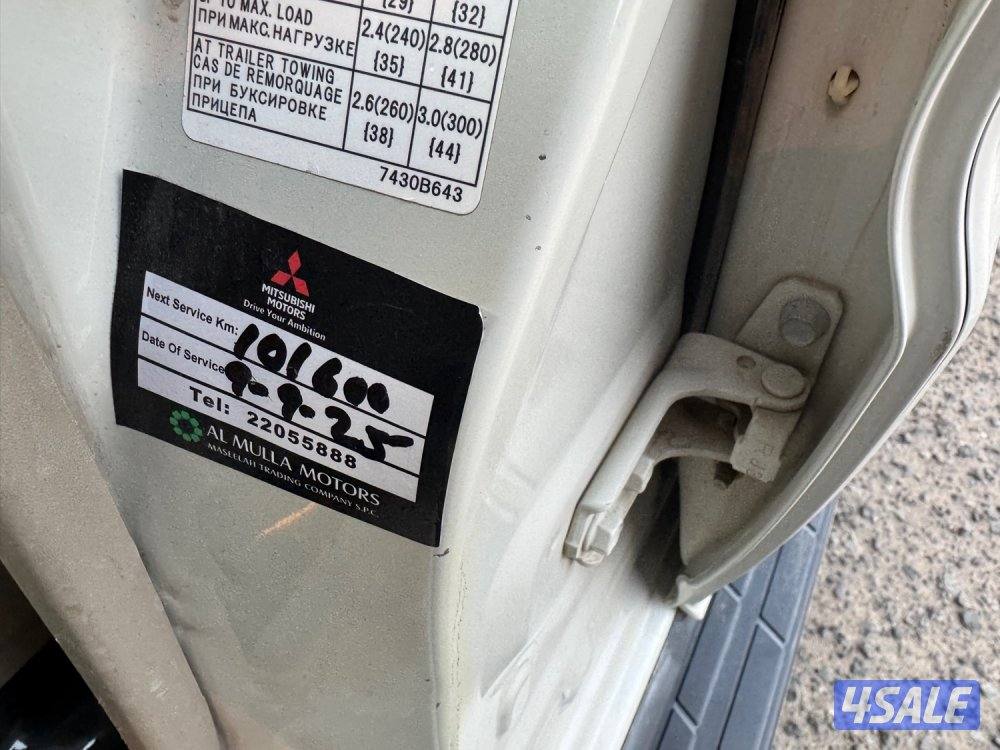 {29} {32}
UP TO MAX. LOAD
ПРИ МАКС. НАГРУЗКЕ
2.4(240) 2.8(280)
{35} {41}
AT TRAILER TOWING
CAS DE REMORQUAGE
ПРИ БУКСИРОВКЕ
ПРИЦЕПА
2.6(260) 3.0(300)
{38} {44}
7430B643
MITSUBISHI
MOTORS
Drive Your Ambition
Next Service Km: 101600
Date Of Service 9-9-25
Tel: 22055888
AL MULLA MOTORS
MASEELAH TRADING COMPANY S.P.C.
4SALE